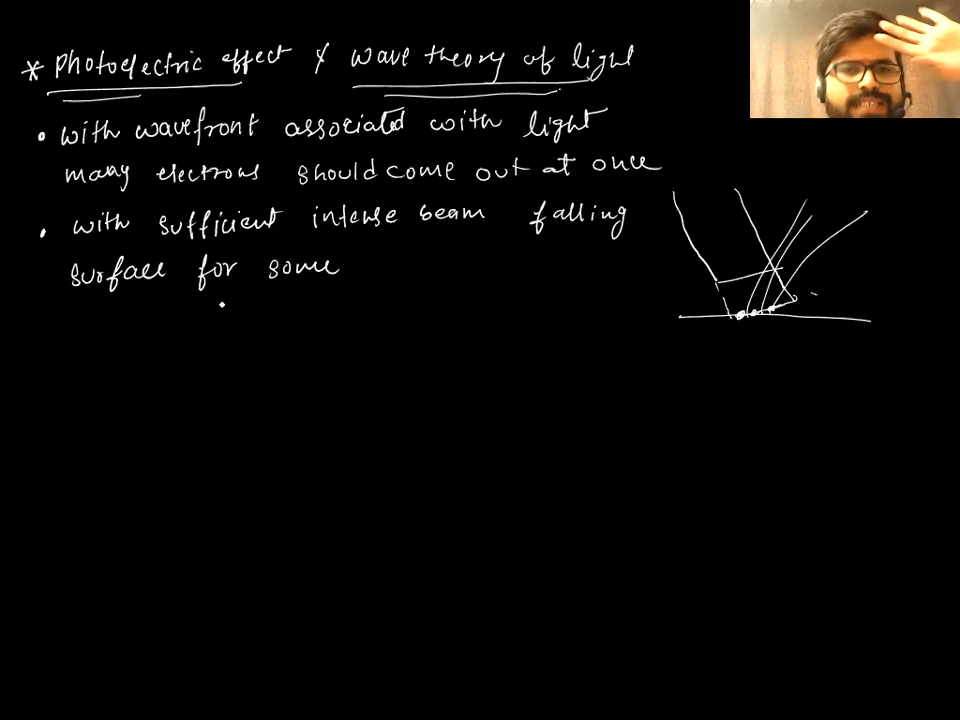 * Photoelectric effect & wave theory of light
• with wavefront associated with light
many electrons should come out at once
• with sufficient intense beam falling
surface for some